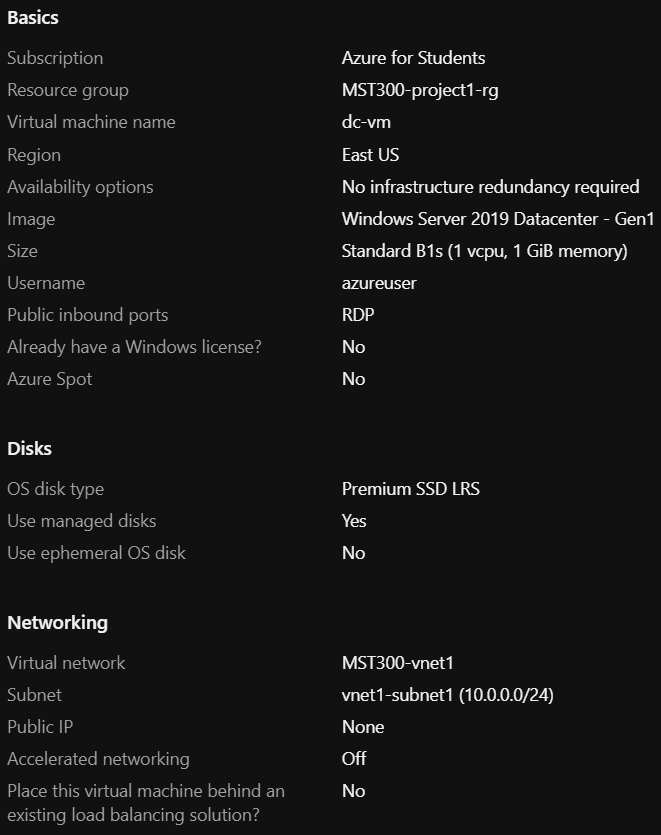 Basics
Subscription Azure for Students
Resource group MST300-project1-rg
Virtual machine name dc-vm
Region East US
Availability options No infrastructure redundancy required
Image Windows Server 2019 Datacenter - Gen1
Size Standard B1s (1 vcpu, 1 GiB memory)
Username azureuser
Public inbound ports RDP
Already have a Windows license? No
Azure Spot No
Disks
OS disk type Premium SSD LRS
Use managed disks Yes
Use ephemeral OS disk No
Networking
Virtual network MST300-vnet1
Subnet vnet1-subnet1 (10.0.0.0/24)
Public IP None
Accelerated networking Off
Place this virtual machine behind an No
existing load balancing solution?